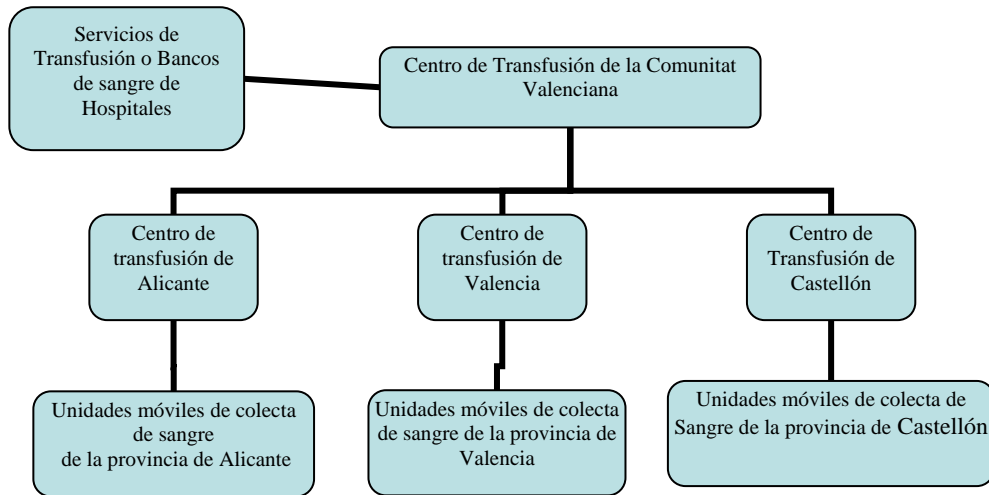 Servicios de
Transfusión o Bancos
de sangre de
Hospitales
Centro de Transfusión de la Comunitat
Valenciana
Centro de
transfusión de
Alicante
Centro de
transfusión de
Valencia
Centro de
Transfusión de
Castellón
Unidades móviles de colecta
de sangre
de la provincia de Alicante
Unidades móviles de colecta
de sangre de la provincia de
Valencia
Unidades móviles de colecta de
Sangre de la provincia de Castellón